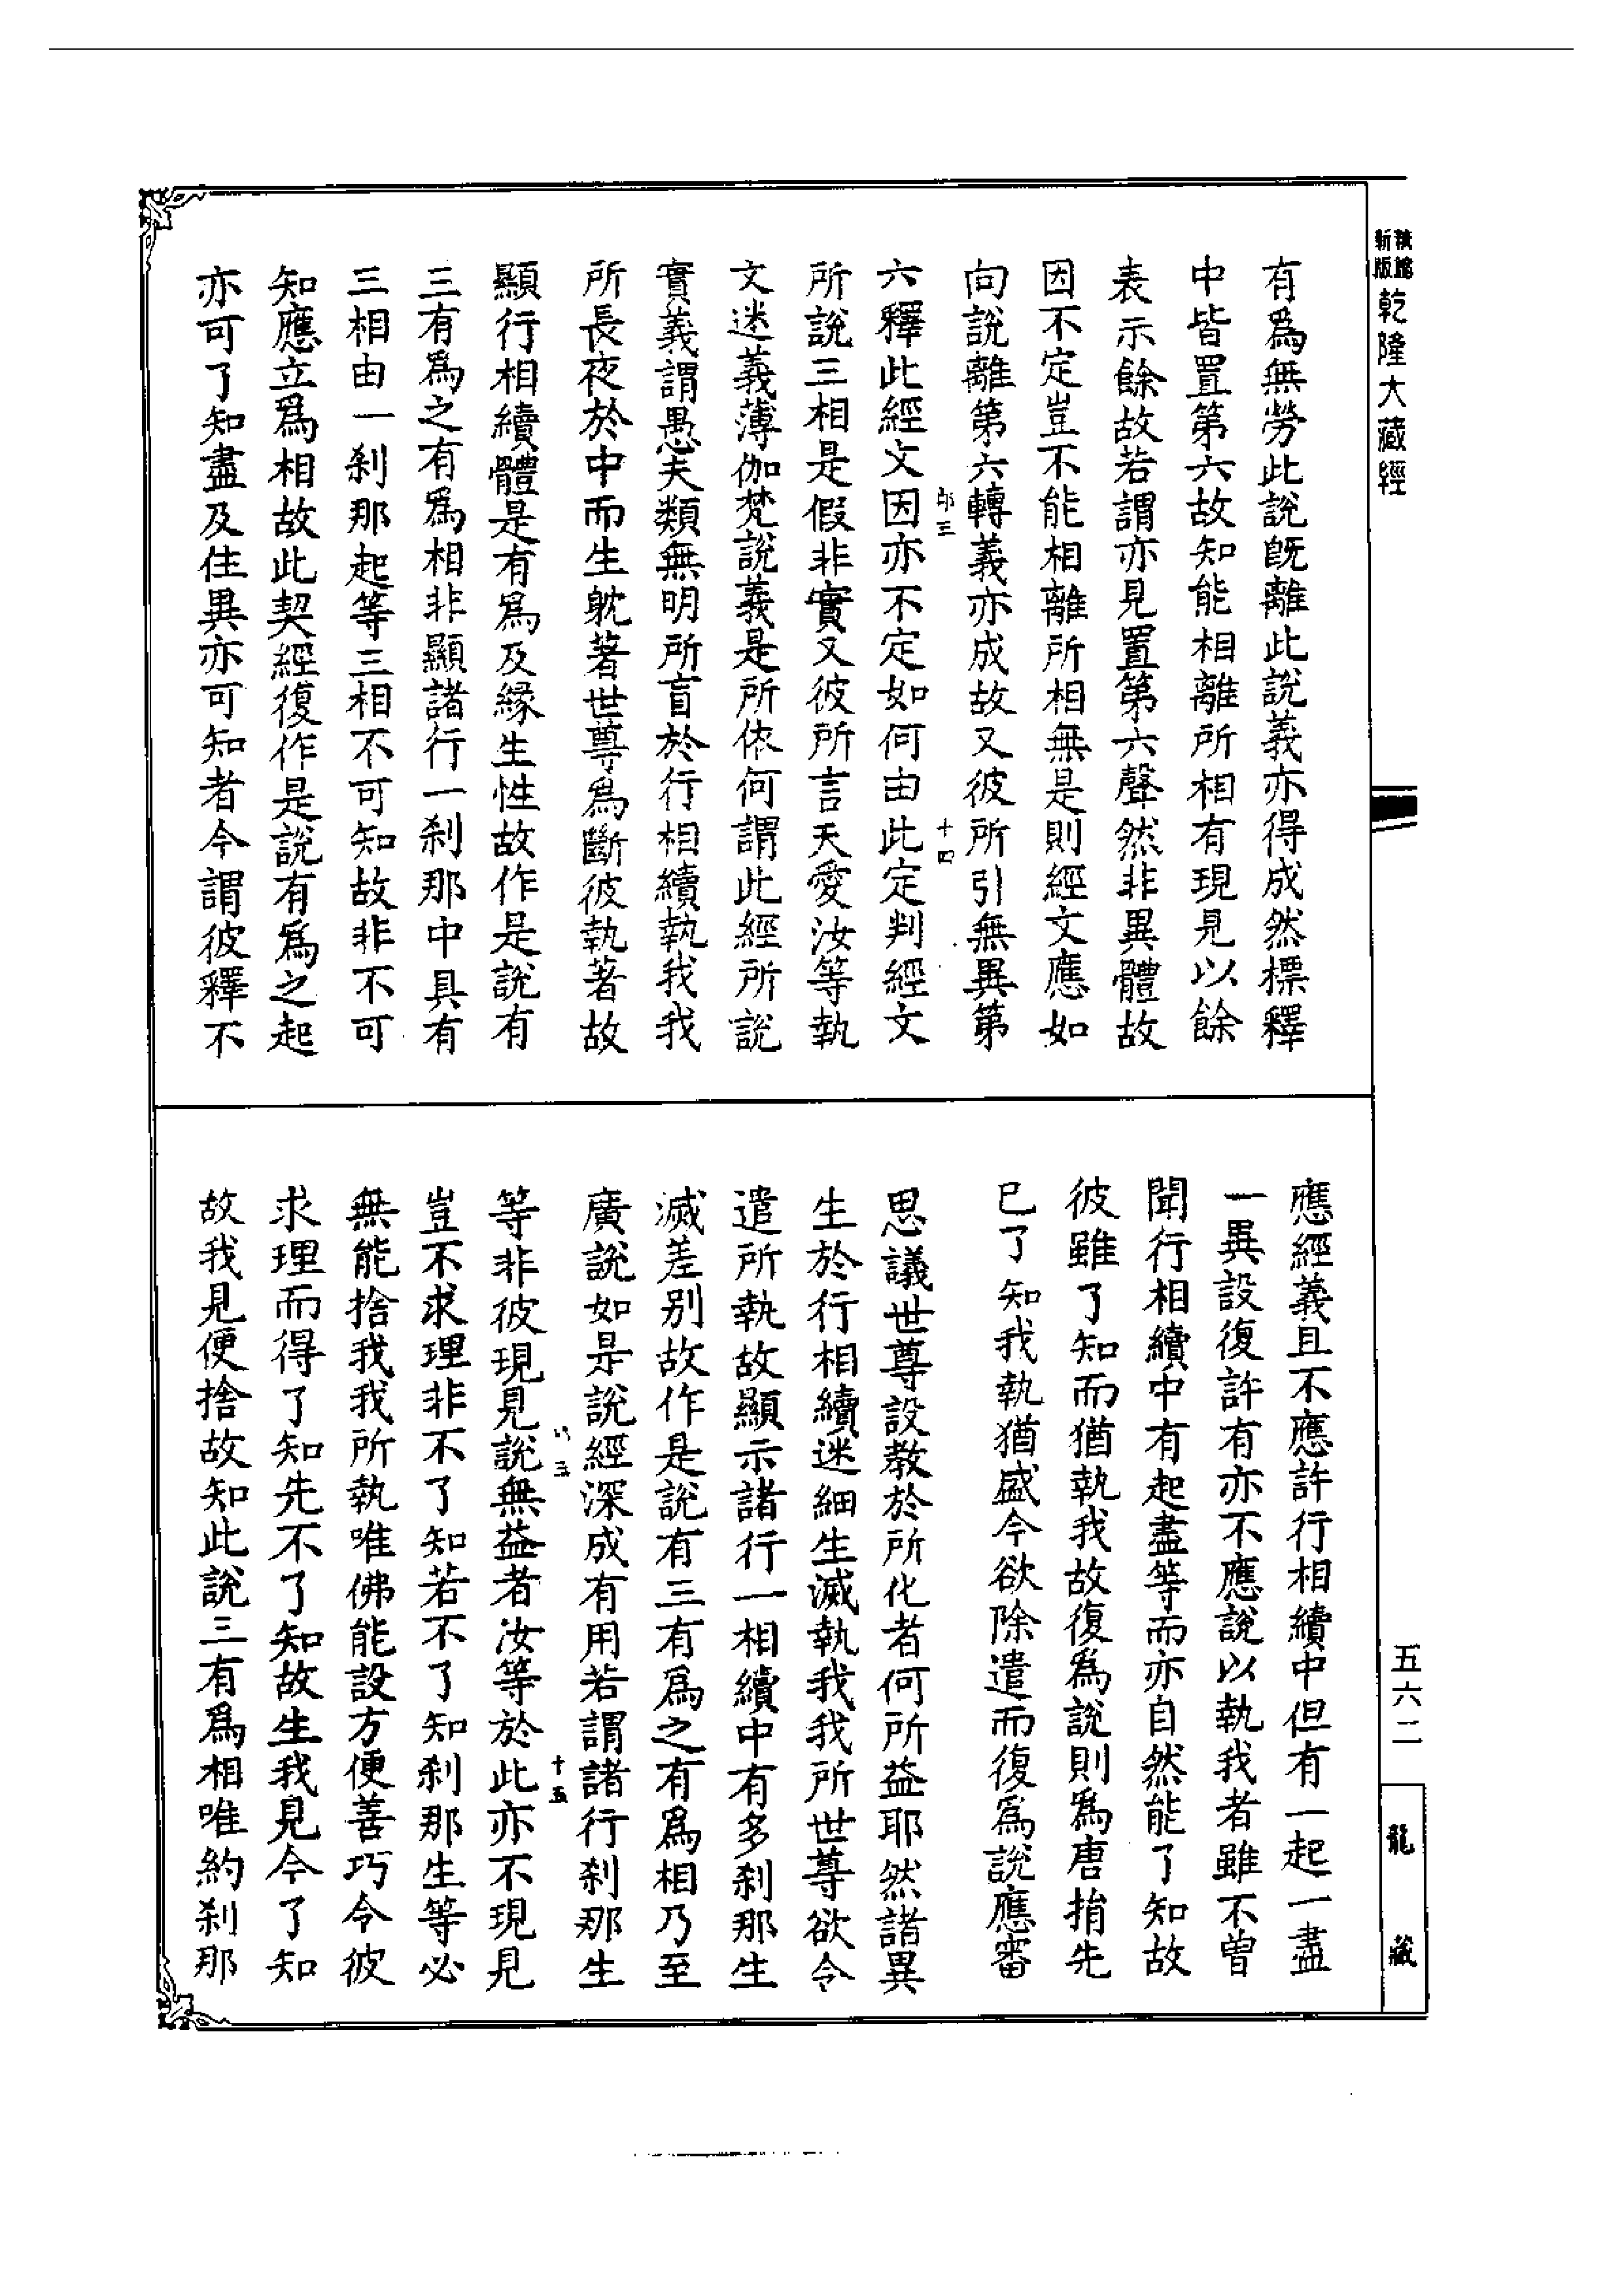 新版
乾隆大藏經
有爲無勞此說旣離此說義亦得成然標釋
中皆置第六故知能相離所相有現見以餘
表示餘故若謂亦見置第六聲然非異體故
因不定豈不能相離所相無是則經文應如
向說離第六轉義亦成故又彼所引無異第
十四
六釋此經文因亦不定如何由此定判經文
所說三相是假非實又彼所言天愛汝等執
文迷義薄伽梵說義是所依何謂此經所說
實義謂愚夫類無明所盲於行相續執我我
所長夜於中而生躭著世尊爲斷彼執著故
顯行相續體是有爲及緣生性故作是說有
三有爲之有爲相非顯諸行一刹那中具有
三相由一刹那起等三相不可知故非不可
知應立爲相故此契經復作是說有爲之起
亦可了知盡及住異亦可知者今謂彼釋不
應經義且不應許行相續中但有一起一盡
一異設復許有亦不應說以執我者雖不曾
聞行相續中有起盡等而亦自然能了知故
彼雖了知而猶執我故復爲說則爲唐捐先
已了知我執猶盛今欲除遣而復爲說應審
思議世尊設教於所化者何所益耶然諸異
生於行相續迷細生滅執我我所世尊欲令
遣所執故顯示諸行一相續中有多刹那生
滅差別故作是說有三有爲之有爲相乃至
廣說如是說經深成有用若謂諸行刹那生
十五
等非彼現見說無益者汝等於此亦不現見
豈不求理非不了知若不了知刹那生等必
無能捨我我所執唯佛能設方便善巧令彼
求理而得了知先不了知故生我見今了知
故我見便捨故知此說三有爲相唯約刹那
五六二
龍藏